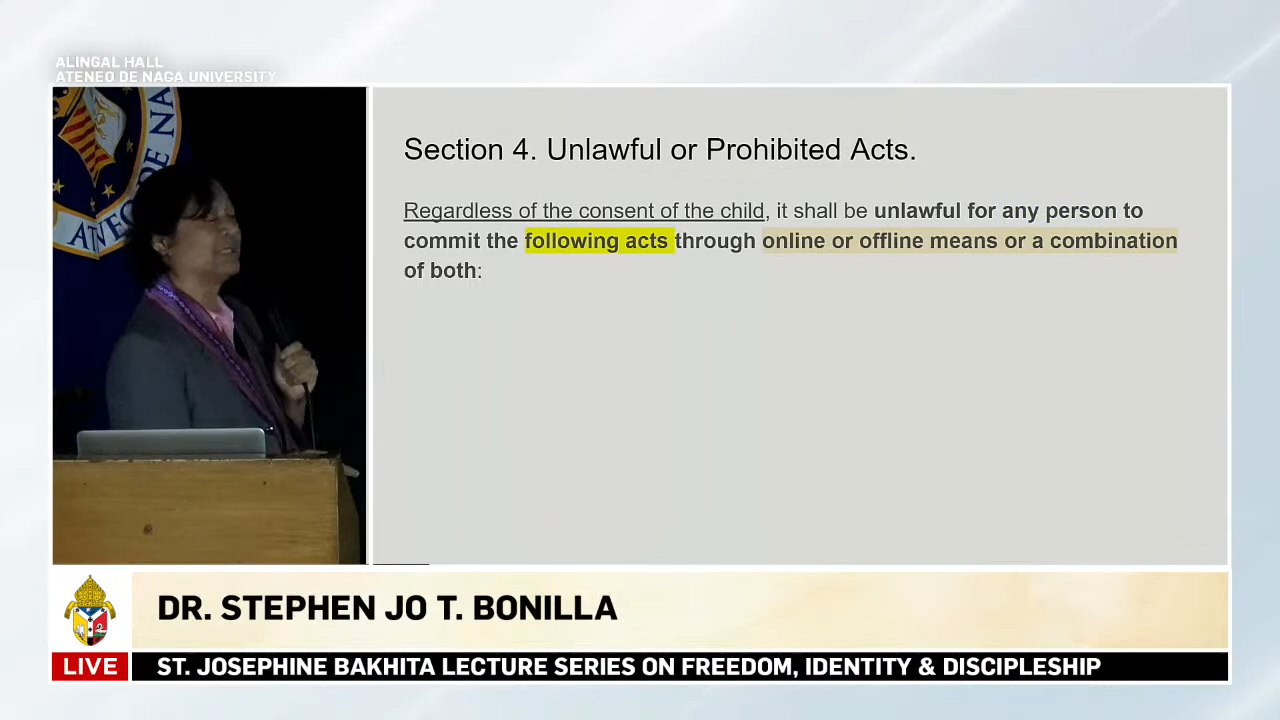 ALINGAL HALL
ATENEO DE NAGA UNIVERSITY
Section 4. Unlawful or Prohibited Acts.
Regardless of the consent of the child, it shall be unlawful for any person to
commit the following acts through online or offline means or a combination
of both:
DR. STEPHEN JO T. BONILLA
LIVE
ST. JOSEPHINE BAKHITA LECTURE SERIES ON FREEDOM, IDENTITY & DISCIPLESHIP